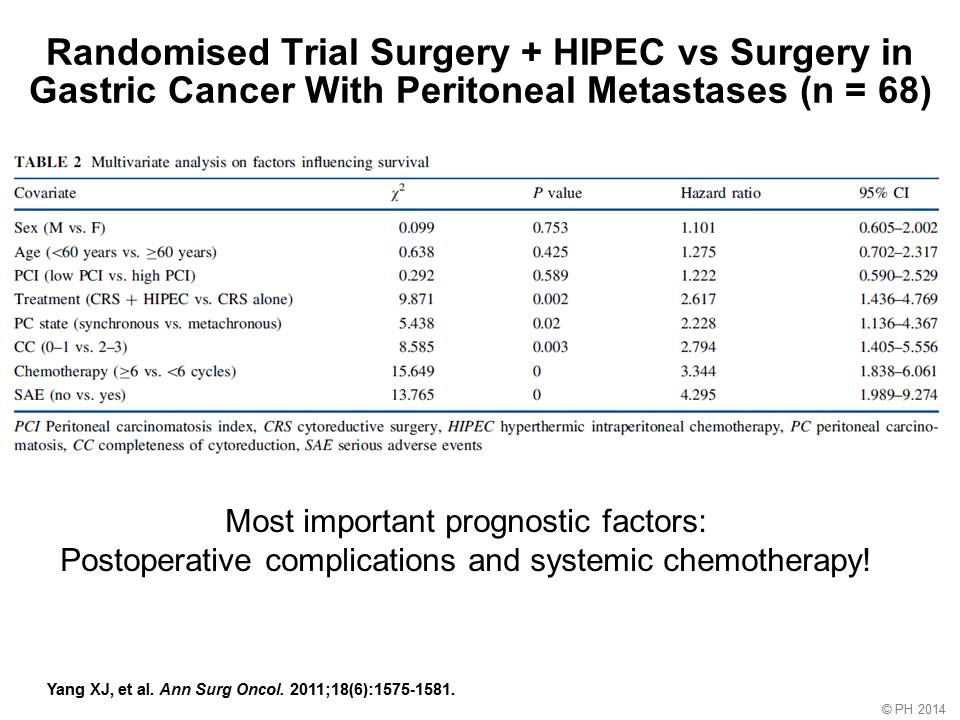 Randomised Trial Surgery + HIPEC vs Surgery in
Gastric Cancer With Peritoneal Metastases (n = 68)
TABLE 2 Multivariate analysis on factors influencing survival
Covariate χ2 P value Hazard ratio 95% CI
Sex (M vs. F) 0.099 0.753 1.101 0.605–2.002
Age (<60 years vs. ≥60 years) 0.638 0.425 1.275 0.702–2.317
PCI (low PCI vs. high PCI) 0.292 0.589 1.222 0.590–2.529
Treatment (CRS + HIPEC vs. CRS alone) 9.871 0.002 2.617 1.436–4.769
PC state (synchronous vs. metachronous) 5.438 0.02 2.228 1.136–4.367
CC (0–1 vs. 2–3) 8.585 0.003 2.794 1.405–5.556
Chemotherapy (≥6 vs. <6 cycles) 15.649 0 3.344 1.838–6.061
SAE (no vs. yes) 13.765 0 4.295 1.989–9.274
PCI Peritoneal carcinomatosis index, CRS cytoreductive surgery, HIPEC hyperthermic intraperitoneal chemotherapy, PC peritoneal carcino-
matosis, CC completeness of cytoreduction, SAE serious adverse events
Most important prognostic factors:
Postoperative complications and systemic chemotherapy!
Yang XJ, et al. Ann Surg Oncol. 2011;18(6):1575-1581.
© PH 2014